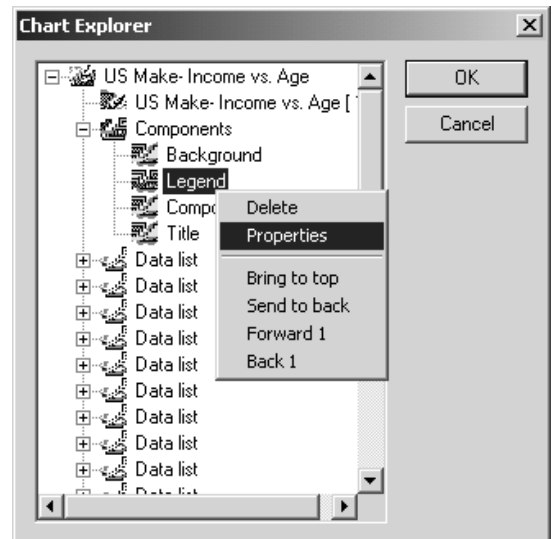 Chart Explorer
US Make- Income vs. Age
OK
US Make- Income vs. Age [
Cancel
Components
Background
Legend
Delete
Properties
Title
Bring to top
Send to back
Forward 1
Back 1
Data list
Data list
Data list
Data list
Data list
Data list
Data list
Data list
Data list